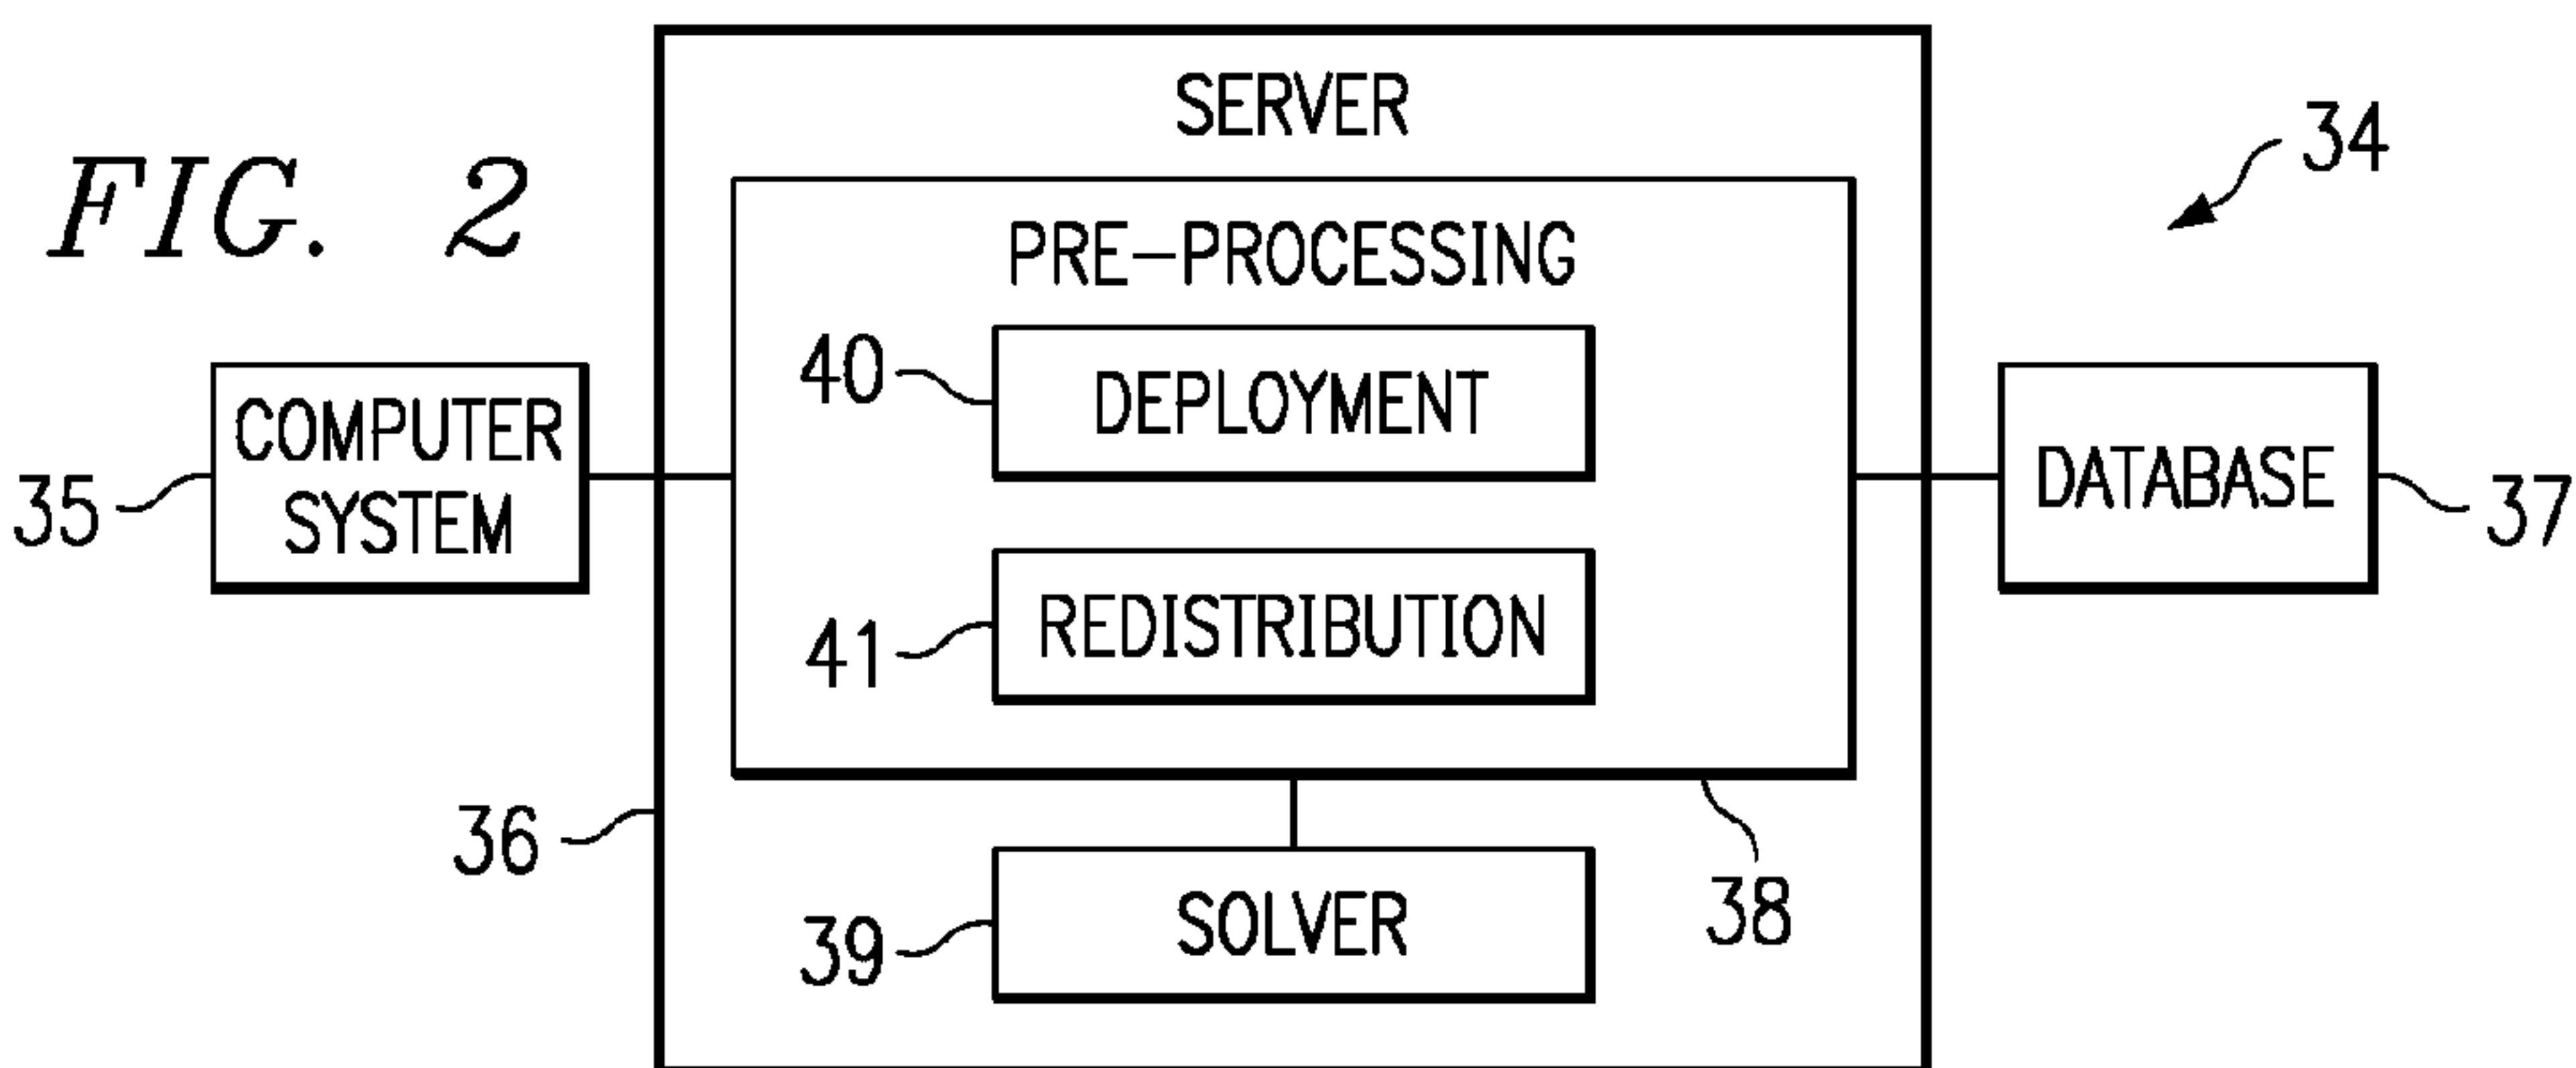 FIG. 2
SERVER
34
PRE-PROCESSING
40
DEPLOYMENT
COMPUTER
SYSTEM
35
DATABASE
37
41
REDISTRIBUTION
36
38
39
SOLVER